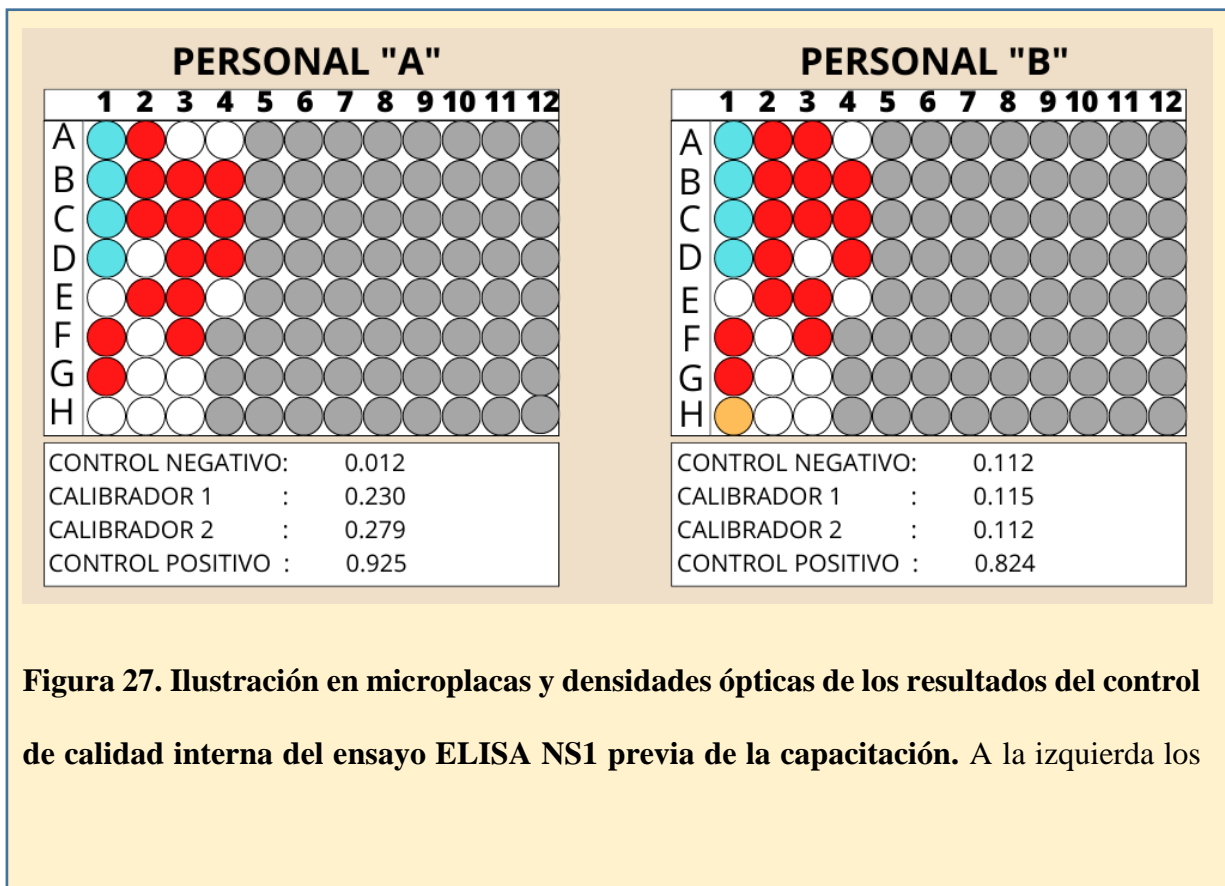 PERSONAL "A"
1 2 3 4 5 6 7 8 9 10 11 12
A
B
C
D
E
F
G
H
CONTROL NEGATIVO: 0.012
CALIBRADOR 1 : 0.230
CALIBRADOR 2 : 0.279
CONTROL POSITIVO : 0.925
PERSONAL "B"
1 2 3 4 5 6 7 8 9 10 11 12
A
B
C
D
E
F
G
H
CONTROL NEGATIVO: 0.112
CALIBRADOR 1 : 0.115
CALIBRADOR 2 : 0.112
CONTROL POSITIVO : 0.824
Figura 27. Ilustración en microplacas y densidades ópticas de los resultados del control
de calidad interna del ensayo ELISA NS1 previa de la capacitación. A la izquierda los